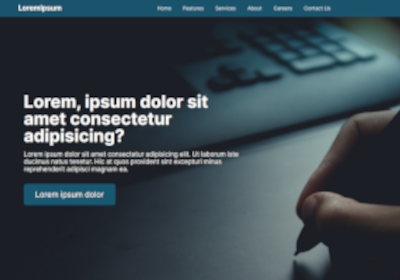 LoremIpsum
Home Features Services About Careers Contact Us
Lorem, ipsum dolor sit
amet consectetur
adipisicing?
Lorem ipsum dolor sit amet consectetur adipisicing elit. Ut laborum iste
ducimus natus tenetur. Hic at quas provident sint excepturi minus
reprehenderit adipisci magnam ea.
Lorem ipsum dolor